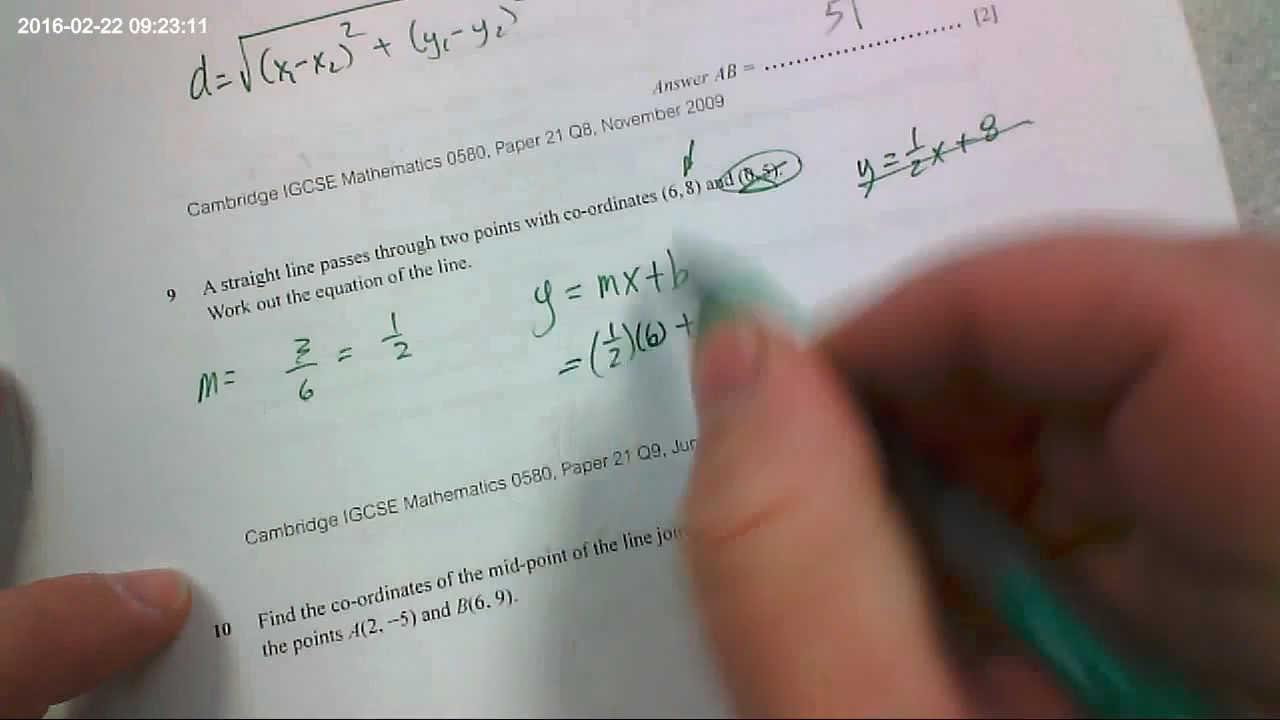 2016-02-22 09:23:11
d = √(x₁-x₂)² + (y₁-y₂)²
51
Answer AB = ........................ [2]
Cambridge IGCSE Mathematics 0580, Paper 21 Q8, November 2009
y = 1/2 x + 8
9 A straight line passes through two points with co-ordinates (6,8) and
Work out the equation of the line.
m = 3/6 = 1/2
y = mx+b
= (1/2)(6) +
Cambridge IGCSE Mathematics 0580, Paper 21 Q9,
10 Find the co-ordinates of the mid-point of the line
the points A(2, −5) and B(6, 9).